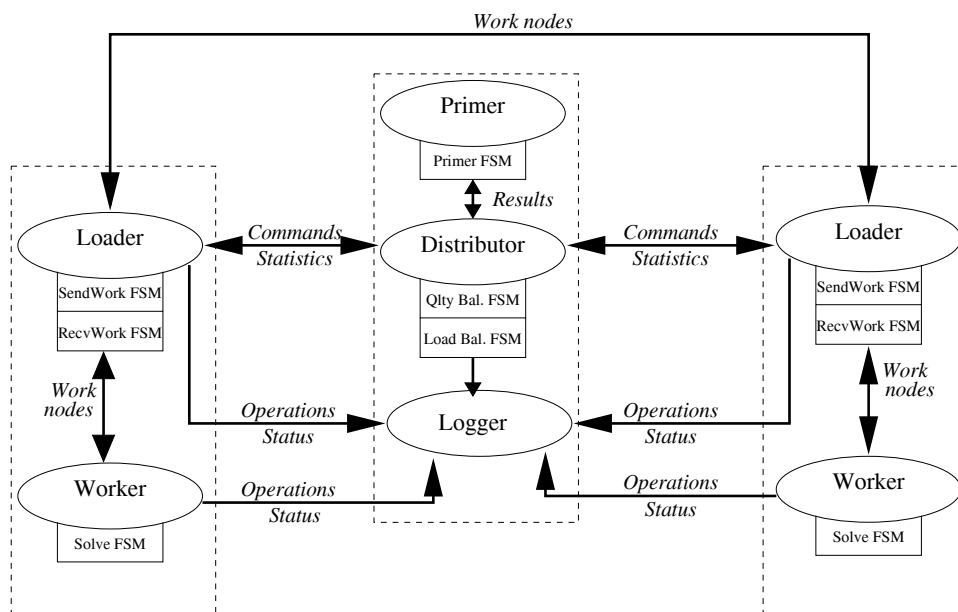 Work nodes
Primer
Primer FSM
Results
Loader
SendWork FSM
RecvWork FSM
Commands
Statistics
Distributor
Qlty Bal. FSM
Load Bal. FSM
Commands
Statistics
Loader
SendWork FSM
RecvWork FSM
Work
nodes
Operations
Status
Logger
Operations
Status
Work
nodes
Worker
Solve FSM
Operations
Status
Operations
Status
Worker
Solve FSM